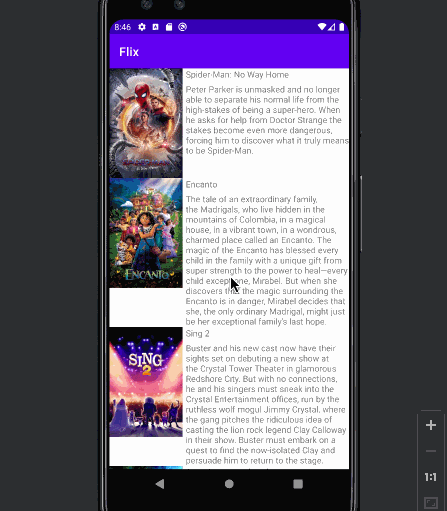 8:46
Flix
Spider-Man: No Way Home
Peter Parker is unmasked and no longer
able to separate his normal life from the
high-stakes of being a super-hero. When
he asks for help from Doctor Strange the
stakes become even more dangerous,
forcing him to discover what it truly means
to be Spider-Man.
Encanto
The tale of an extraordinary family,
the Madrigals, who live hidden in the
mountains of Colombia, in a magical
house, in a vibrant town, in a wondrous,
charmed place called an Encanto. The
magic of the Encanto has blessed every
child in the family with a unique gift from
super strength to the power to heal—every
child except one, Mirabel. But when she
discovers that the magic surrounding the
Encanto is in danger, Mirabel decides that
she, the only ordinary Madrigal, might just
be her exceptional family's last hope.
ENCANTO
Sing 2
Buster and his new cast now have their
sights set on debuting a new show at
the Crystal Tower Theater in glamorous
Redshore City. But with no connections,
he and his singers must sneak into the
Crystal Entertainment offices, run by the
ruthless wolf mogul Jimmy Crystal, where
the gang pitches the ridiculous idea of
casting the lion rock legend Clay Calloway
in their show. Buster must embark on a
quest to find the now-isolated Clay and
persuade him to return to the stage.
SING
2
1:1